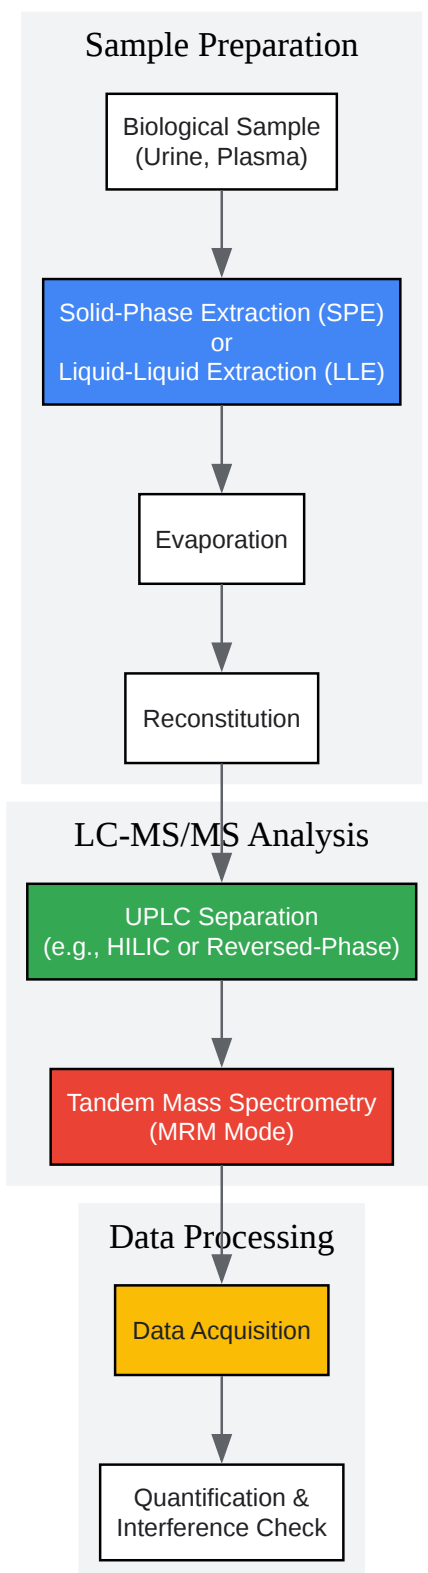 Sample Preparation
Biological Sample
(Urine, Plasma)
Solid-Phase Extraction (SPE)
or
Liquid-Liquid Extraction (LLE)
Evaporation
Reconstitution
LC-MS/MS Analysis
UPLC Separation
(e.g., HILIC or Reversed-Phase)
Tandem Mass Spectrometry
(MRM Mode)
Data Processing
Data Acquisition
Quantification &
Interference Check